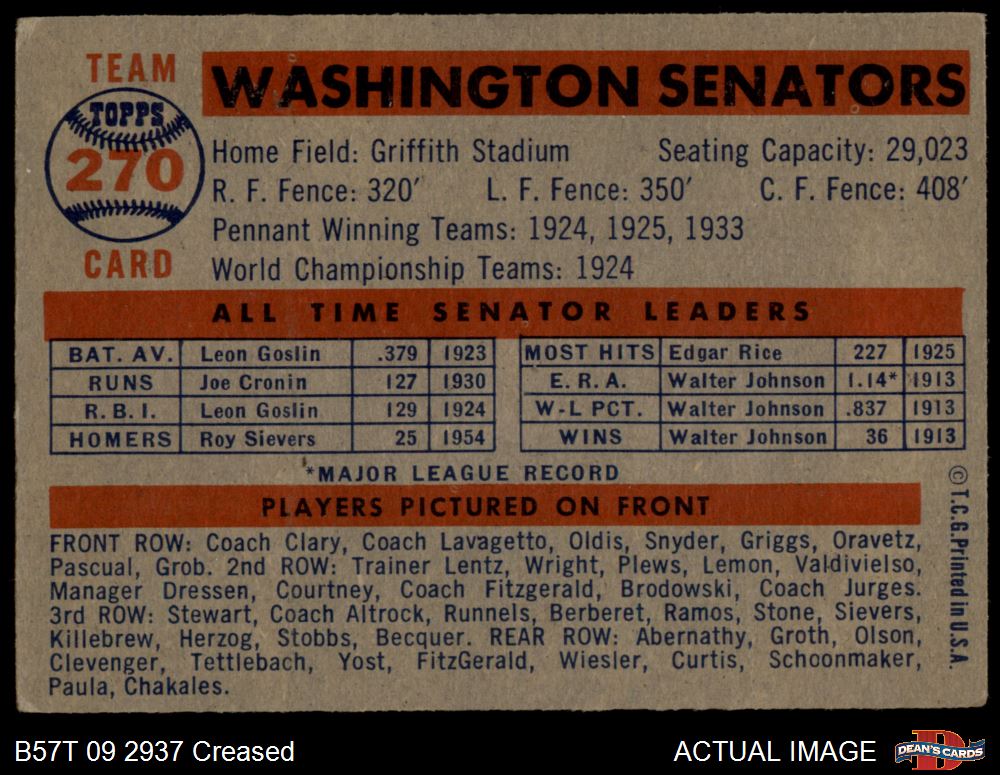 TEAM
TOPPS
270
CARD
WASHINGTON SENATORS
Home Field: Griffith Stadium Seating Capacity: 29,023
R. F. Fence: 320' L. F. Fence: 350' C. F. Fence: 408'
Pennant Winning Teams: 1924, 1925, 1933
World Championship Teams: 1924
ALL TIME SENATOR LEADERS
BAT. AV. Leon Goslin .379 1923 MOST HITS Edgar Rice 227 1925
RUNS Joe Cronin 127 1930 E. R. A. Walter Johnson 1.14* 1913
R. B. I. Leon Goslin 129 1924 W-L PCT. Walter Johnson .837 1913
HOMERS Roy Sievers 25 1954 WINS Walter Johnson 36 1913
*MAJOR LEAGUE RECORD
PLAYERS PICTURED ON FRONT
FRONT ROW: Coach Clary, Coach Lavagetto, Oldis, Snyder, Griggs, Oravetz,
Pascual, Grob. 2nd ROW: Trainer Lentz, Wright, Plews, Lemon, Valdivielso,
Manager Dressen, Courtney, Coach Fitzgerald, Brodowski, Coach Jurges.
3rd ROW: Stewart, Coach Altrock, Runnels, Berberet, Ramos, Stone, Sievers,
Killebrew, Herzog, Stobbs, Becquer. REAR ROW: Abernathy, Groth, Olson,
Clevenger, Tettlebach, Yost, FitzGerald, Wiesler, Curtis, Schoonmaker,
Paula, Chakales.
© T.C.G. Printed in U.S.A.
B57T 09 2937 Creased
ACTUAL IMAGE
D
DEAN'S CARDS